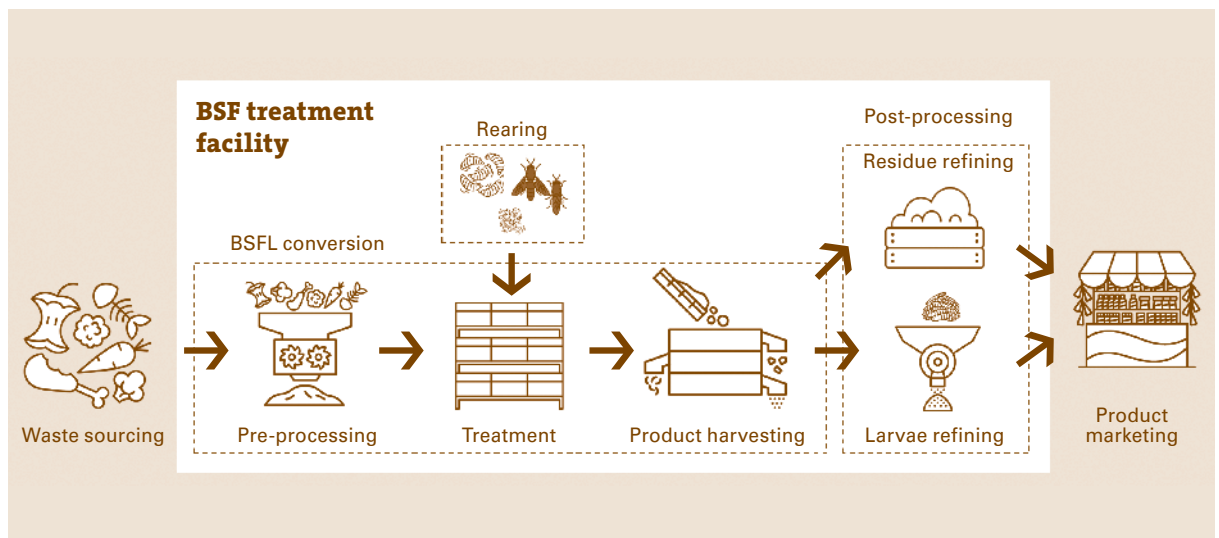 BSF treatment
facility
Rearing
Post-processing
Residue refining
BSFL conversion
Waste sourcing
Pre-processing
Treatment
Product harvesting
Larvae refining
Product
marketing